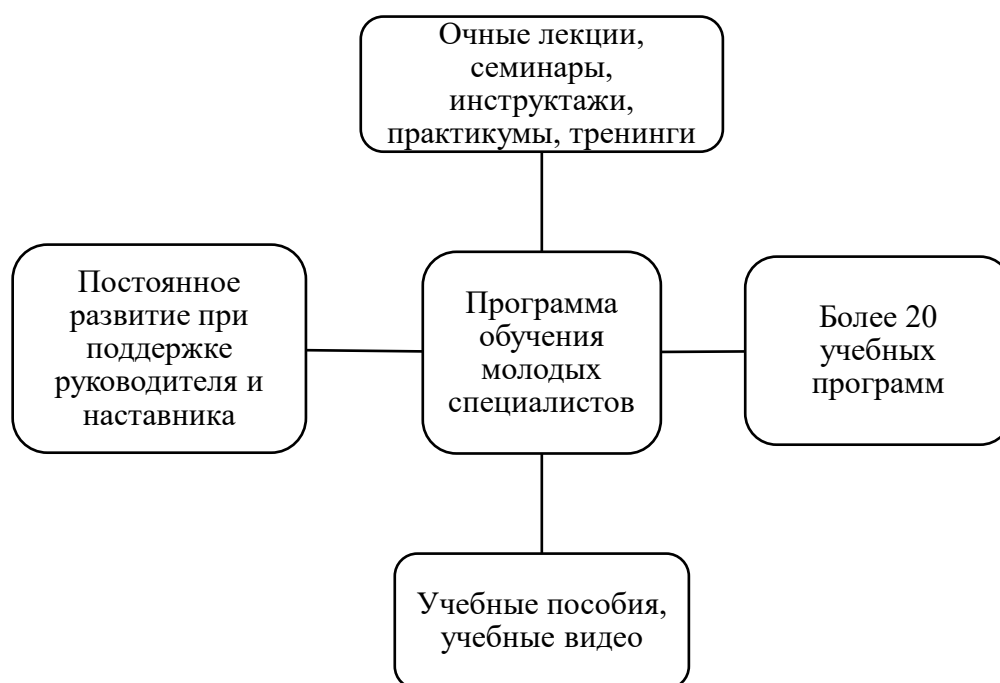 Очные лекции,
семинары,
инструктажи,
практикумы, тренинги
Постоянное
развитие при
поддержке
руководителя и
наставника
Программа
обучения
молодых
специалистов
Более 20
учебных
программ
Учебные пособия,
учебные видео